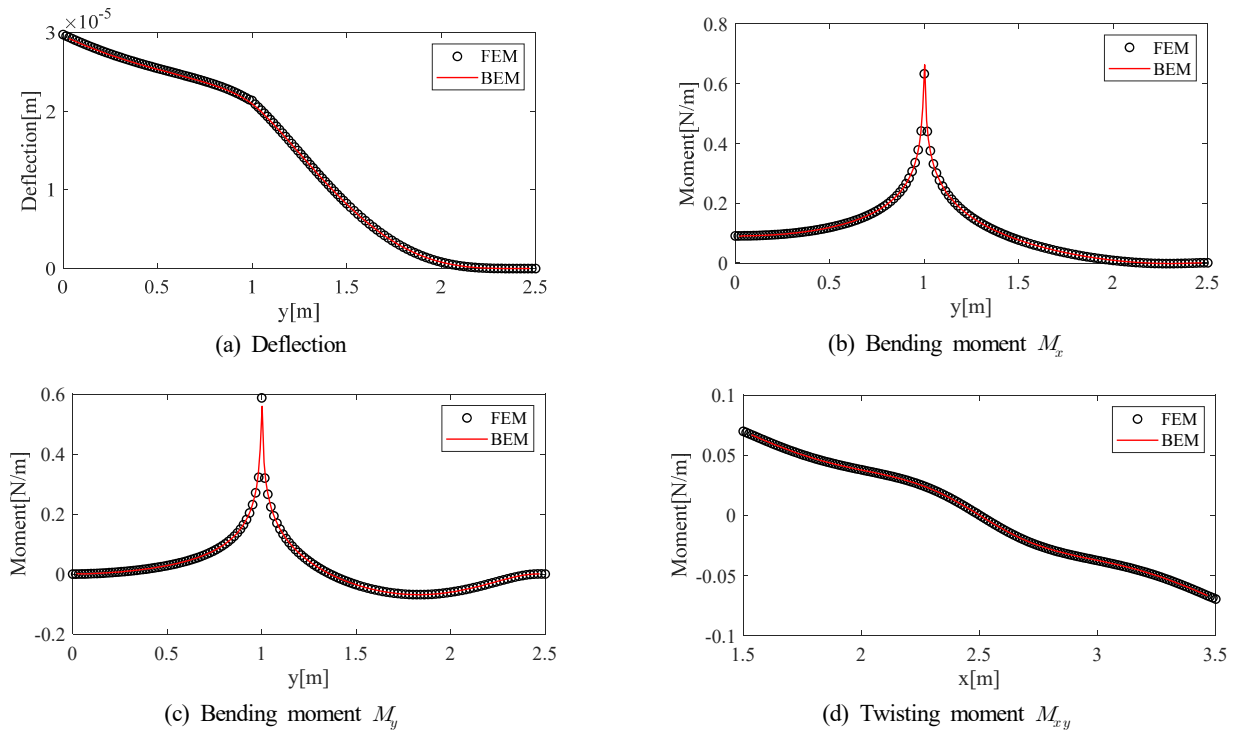 ×10-5
3
2
1
0
Deflection[m]
FEM
BEM
0 0.5 1 1.5 2 2.5
y[m]
(a) Deflection
0.8
0.6
0.4
0.2
0
Moment[N/m]
FEM
BEM
0 0.5 1 1.5 2 2.5
y[m]
(b) Bending moment Mx
0.6
0.4
0.2
0
-0.2
Moment[N/m]
FEM
BEM
0 0.5 1 1.5 2 2.5
y[m]
(c) Bending moment My
0.1
0.05
0
-0.05
-0.1
Moment[N/m]
FEM
BEM
1.5 2 2.5 3 3.5
x[m]
(d) Twisting moment Mxy